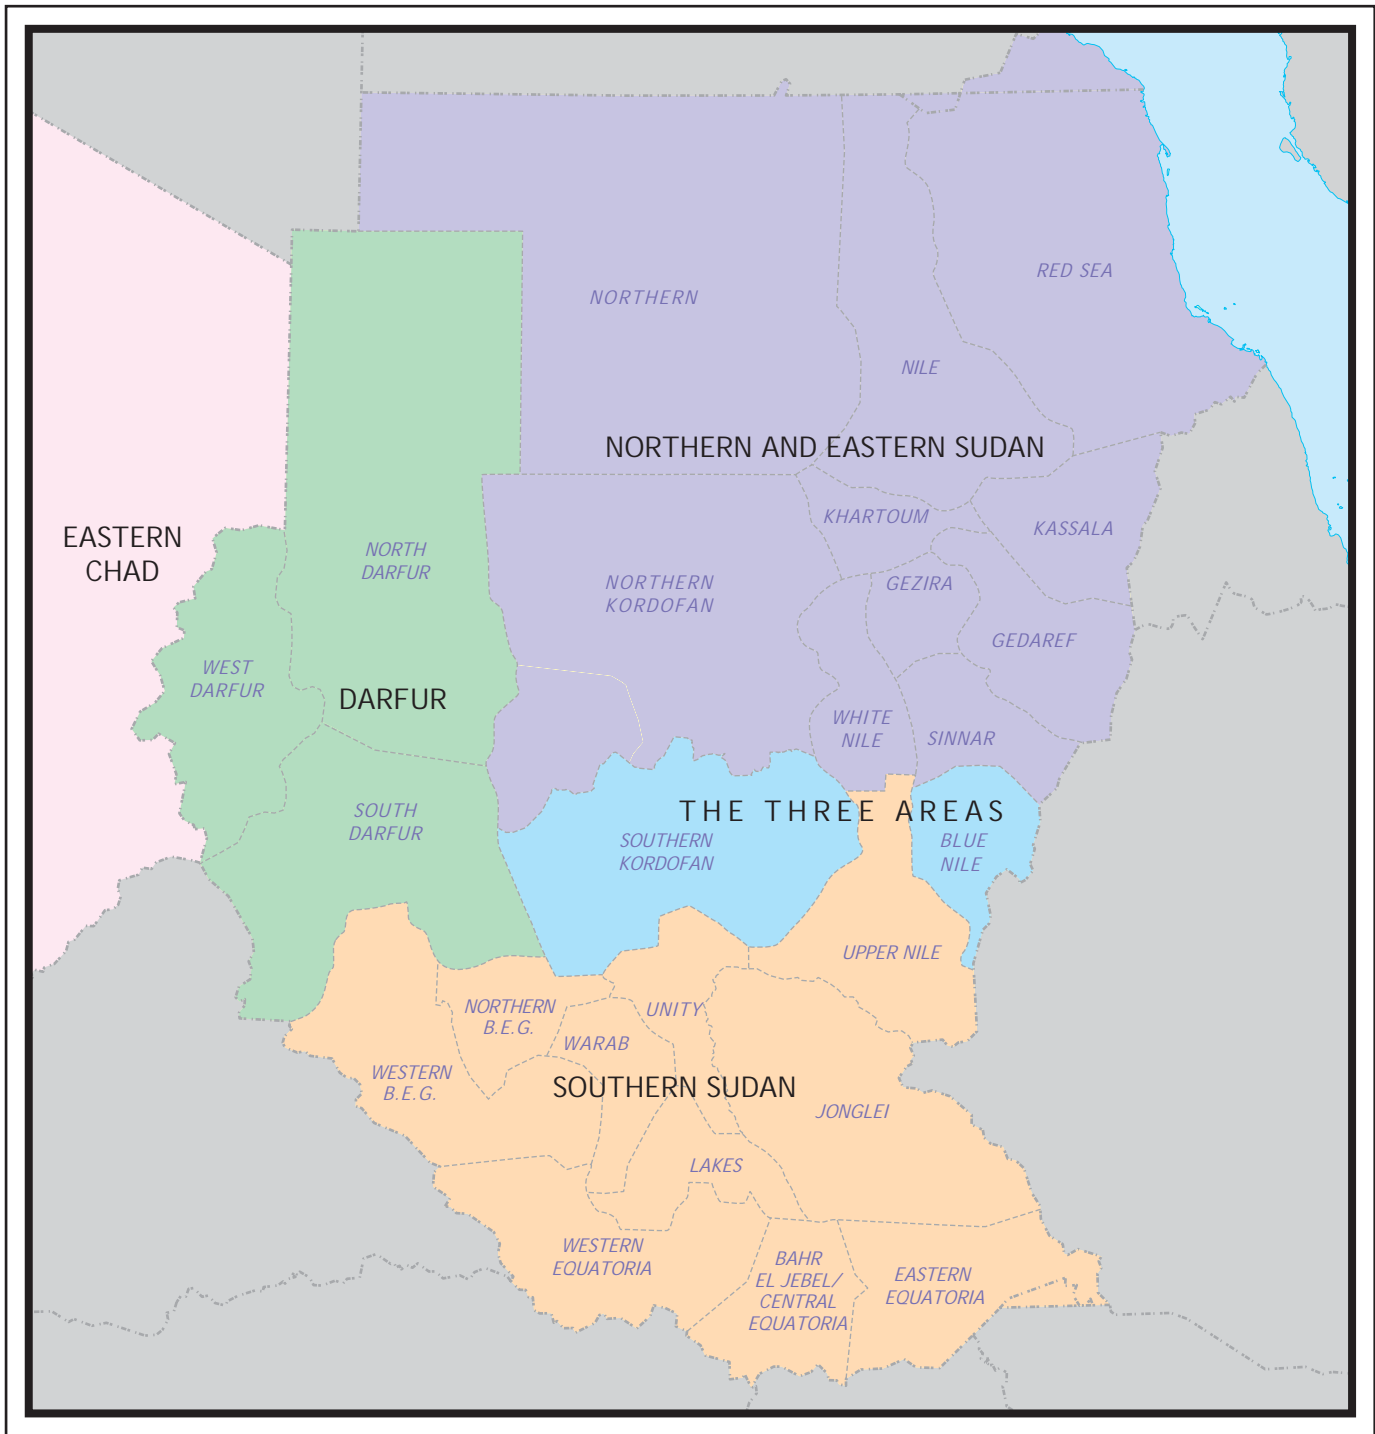 RED SEA
NORTHERN
NILE
NORTHERN AND EASTERN SUDAN
KHARTOUM
KASSALA
EASTERN
CHAD
NORTH
DARFUR
NORTHERN
KORDOFAN
GEZIRA
GEDAREF
WEST
DARFUR
DARFUR
WHITE
NILE
SINNAR
THE THREE AREAS
SOUTH
DARFUR
SOUTHERN
KORDOFAN
BLUE
NILE
UPPER NILE
NORTHERN
B.E.G.
UNITY
WARAB
WESTERN
B.E.G.
SOUTHERN SUDAN
JONGLEI
LAKES
WESTERN
EQUATORIA
BAHR
EL JEBEL/
CENTRAL
EQUATORIA
EASTERN
EQUATORIA